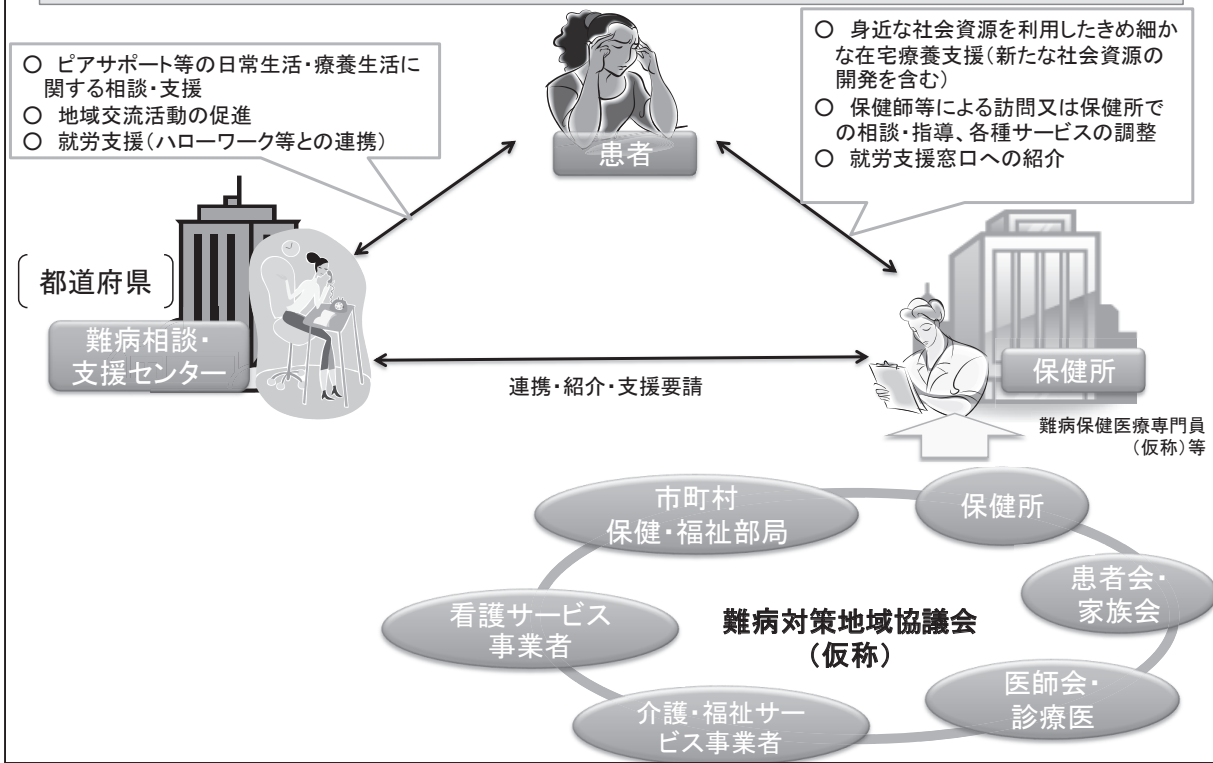 ○ ピアサポート等の日常生活・療養生活に
関する相談・支援
○ 地域交流活動の促進
○ 就労支援(ハローワーク等との連携)
○ 身近な社会資源を利用したきめ細か
な在宅療養支援(新たな社会資源の
開発を含む)
○ 保健師等による訪問又は保健所で
の相談・指導、各種サービスの調整
○ 就労支援窓口への紹介
患者
都道府県
難病相談・
支援センター
連携・紹介・支援要請
保健所
難病保健医療専門員
(仮称)等
市町村
保健・福祉部局
保健所
患者会・
家族会
看護サービス
事業者
難病対策地域協議会
(仮称)
医師会・
診療医
介護・福祉サー
ビス事業者